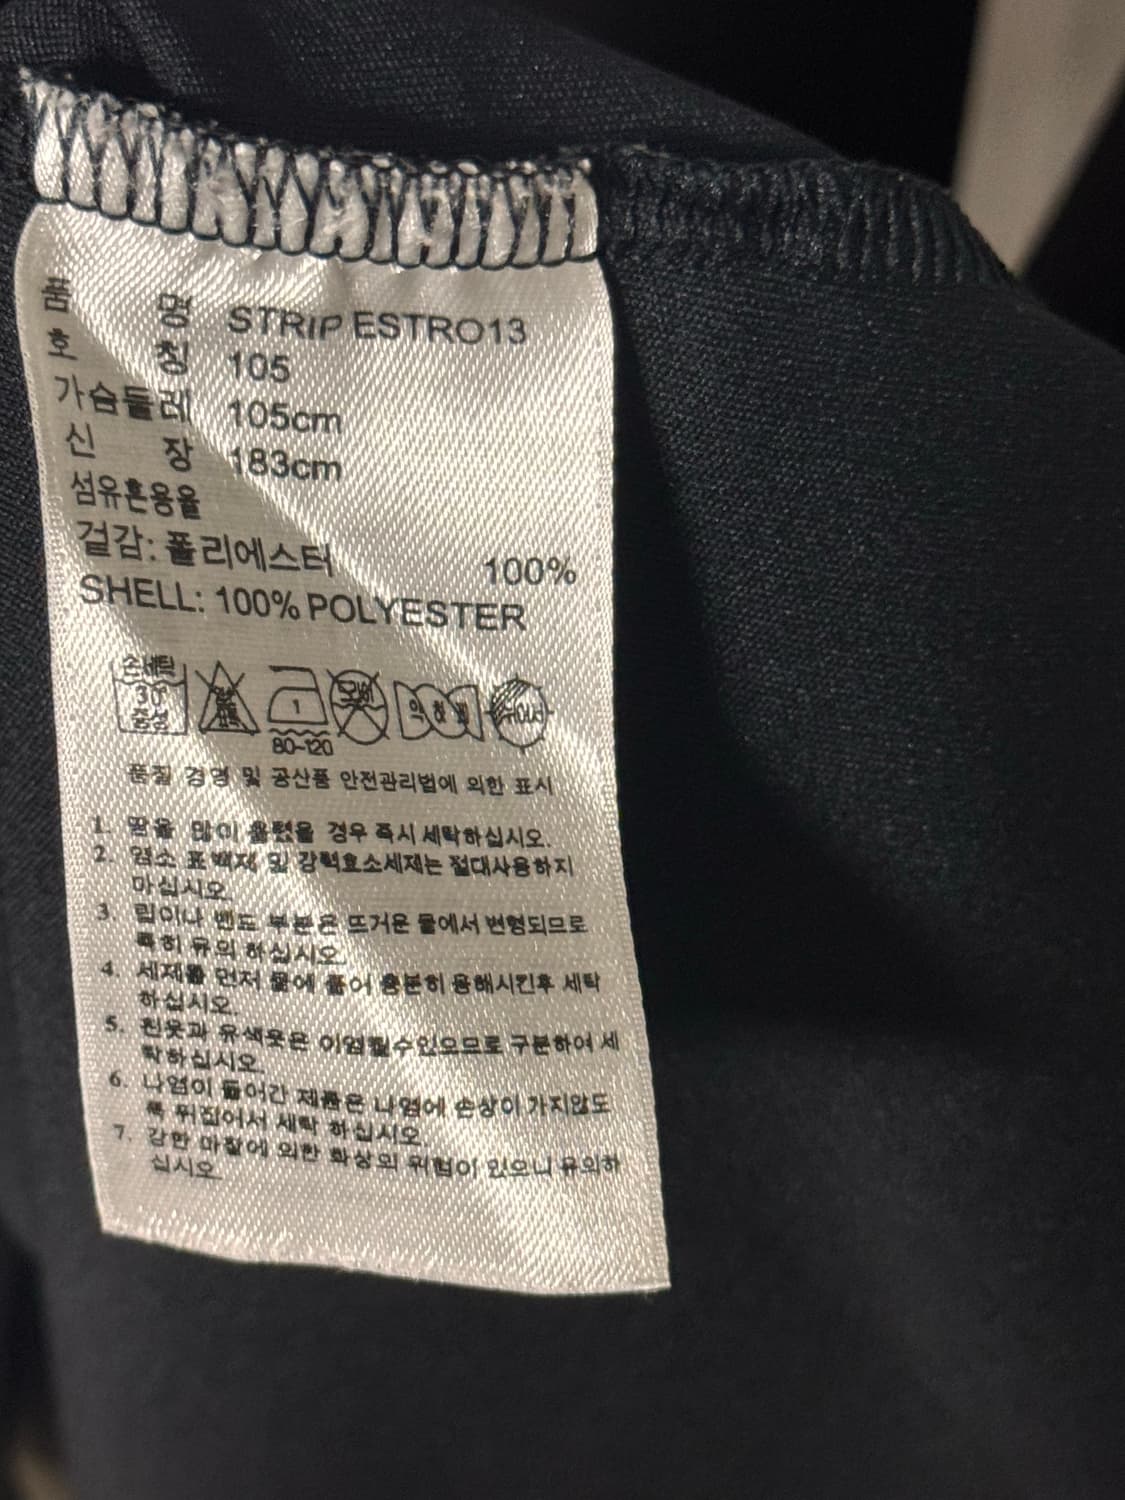 품 명 STRIP ESTRO13
호 칭 105
가슴둘레 105cm
신 장 183cm
섬유혼용율
겉감: 폴리에스터 100%
SHELL: 100% POLYESTER
손세탁
30
중성
1
80-120
품질 경영 및 공산품 안전관리법에 의한 표시
1. 땀을 많이 흘렸을 경우 즉시 세탁하십시오.
2. 염소 표백제 및 강력효소세제는 절대사용하지
마십시오.
3. 립이나 밴드 부분은 뜨거운 물에서 변형되므로
특히 유의 하십시오.
4. 세제를 먼저 물에 풀어 충분히 용해시킨후 세탁
하십시오.
5. 흰옷과 유색옷은 이염될수있으므로 구분하여 세
탁하십시오.
6. 나염이 들어간 제품은 나염에 손상이 가지않도
록 뒤집어서 세탁 하십시오.
7. 강한 마찰에 의한 화상의 위험이 있으니 유의하
십시오.